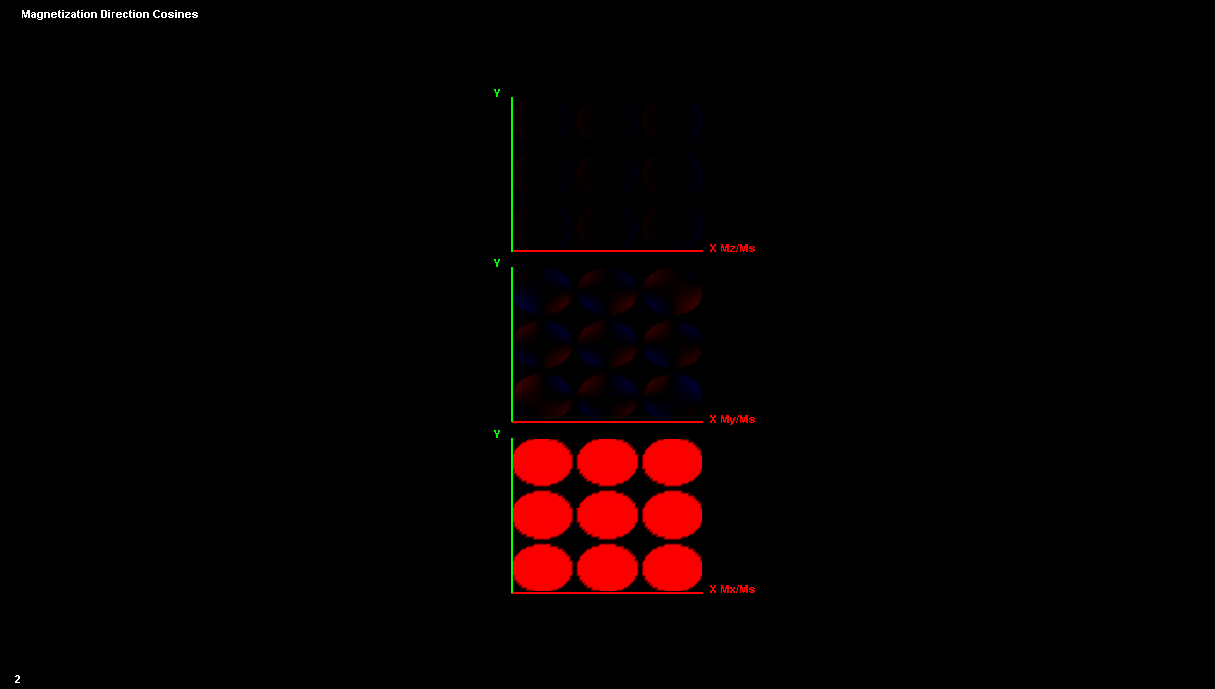 Magnetization Direction Cosines
Y
X Mz/Ms
Y
X My/Ms
Y
X Mx/Ms
2